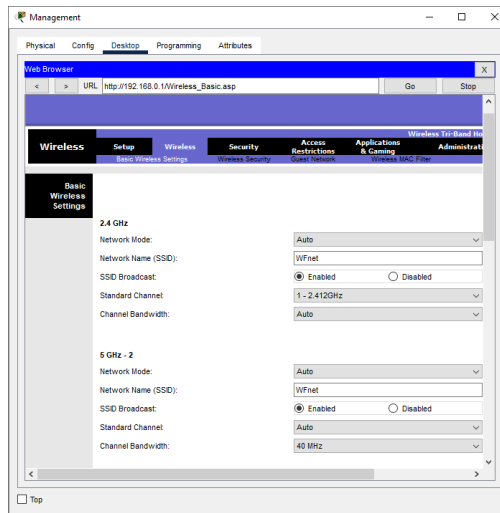 Management
Physical Config Desktop Programming Attributes
Web Browser X
< > URL http://192.168.0.1/Wireless_Basic.asp Go Stop
Wireless Tri-Band Ho
Wireless Setup Wireless Security Access Restrictions Applications & Gaming Administrati
Basic Wireless Settings Wireless Security Guest Network Wireless MAC Filter
Basic
Wireless
Settings
2.4 GHz
Network Mode: Auto
Network Name (SSID): WFnet
SSID Broadcast: Enabled Disabled
Standard Channel: 1 - 2.412GHz
Channel Bandwidth: Auto
5 GHz - 2
Network Mode: Auto
Network Name (SSID): WFnet
SSID Broadcast: Enabled Disabled
Standard Channel: Auto
Channel Bandwidth: 40 MHz
Top